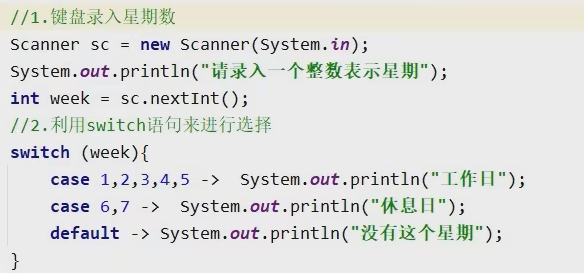 //1.键盘录入星期数
Scanner sc = new Scanner(System.in);
System.out.println("请录入一个整数表示星期");
int week = sc.nextInt();
//2.利用switch语句来进行选择
switch (week){
    case 1,2,3,4,5 ->  System.out.println("工作日");
    case 6,7 ->  System.out.println("休息日");
    default -> System.out.println("没有这个星期");
}